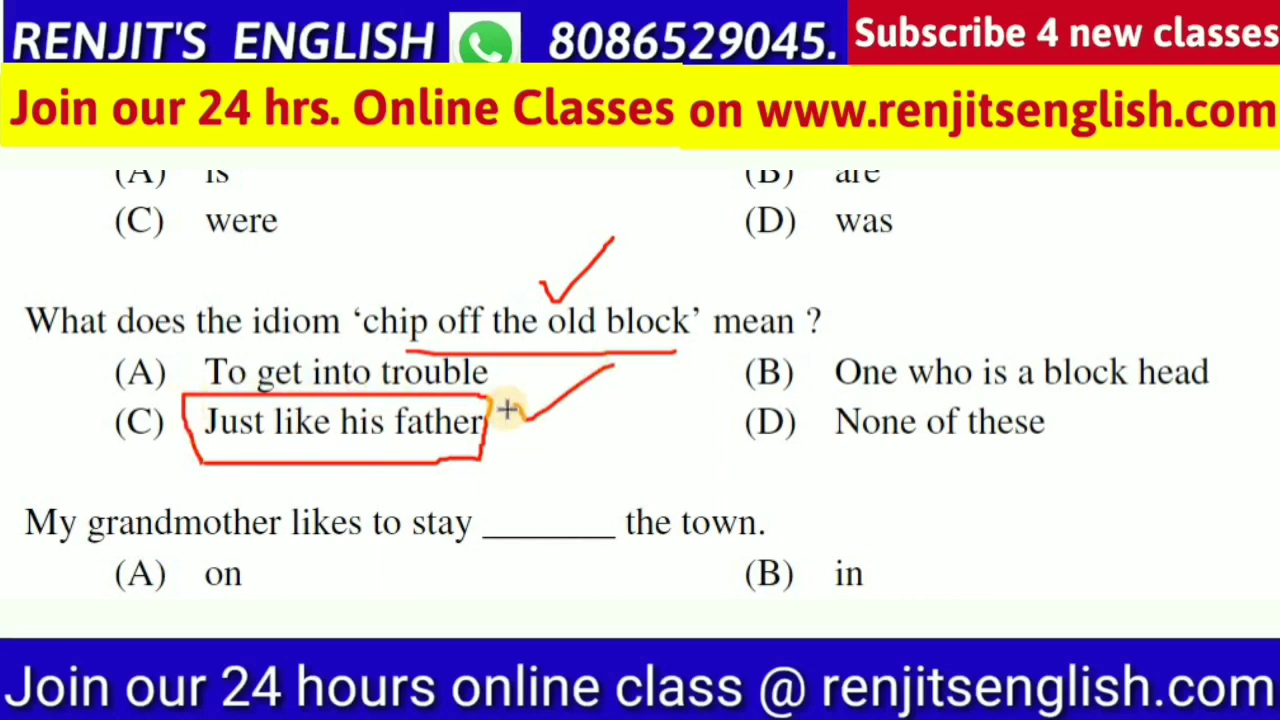 RENJIT'S ENGLISH 8086529045. Subscribe 4 new classes
Join our 24 hrs. Online Classes on www.renjitsenglish.com
(A) is (B) are
(C) were (D) was
What does the idiom ‘chip off the old block’ mean ?
(A) To get into trouble (B) One who is a block head
(C) Just like his father (D) None of these
My grandmother likes to stay _______ the town.
(A) on (B) in
Join our 24 hours online class @ renjitsenglish.com